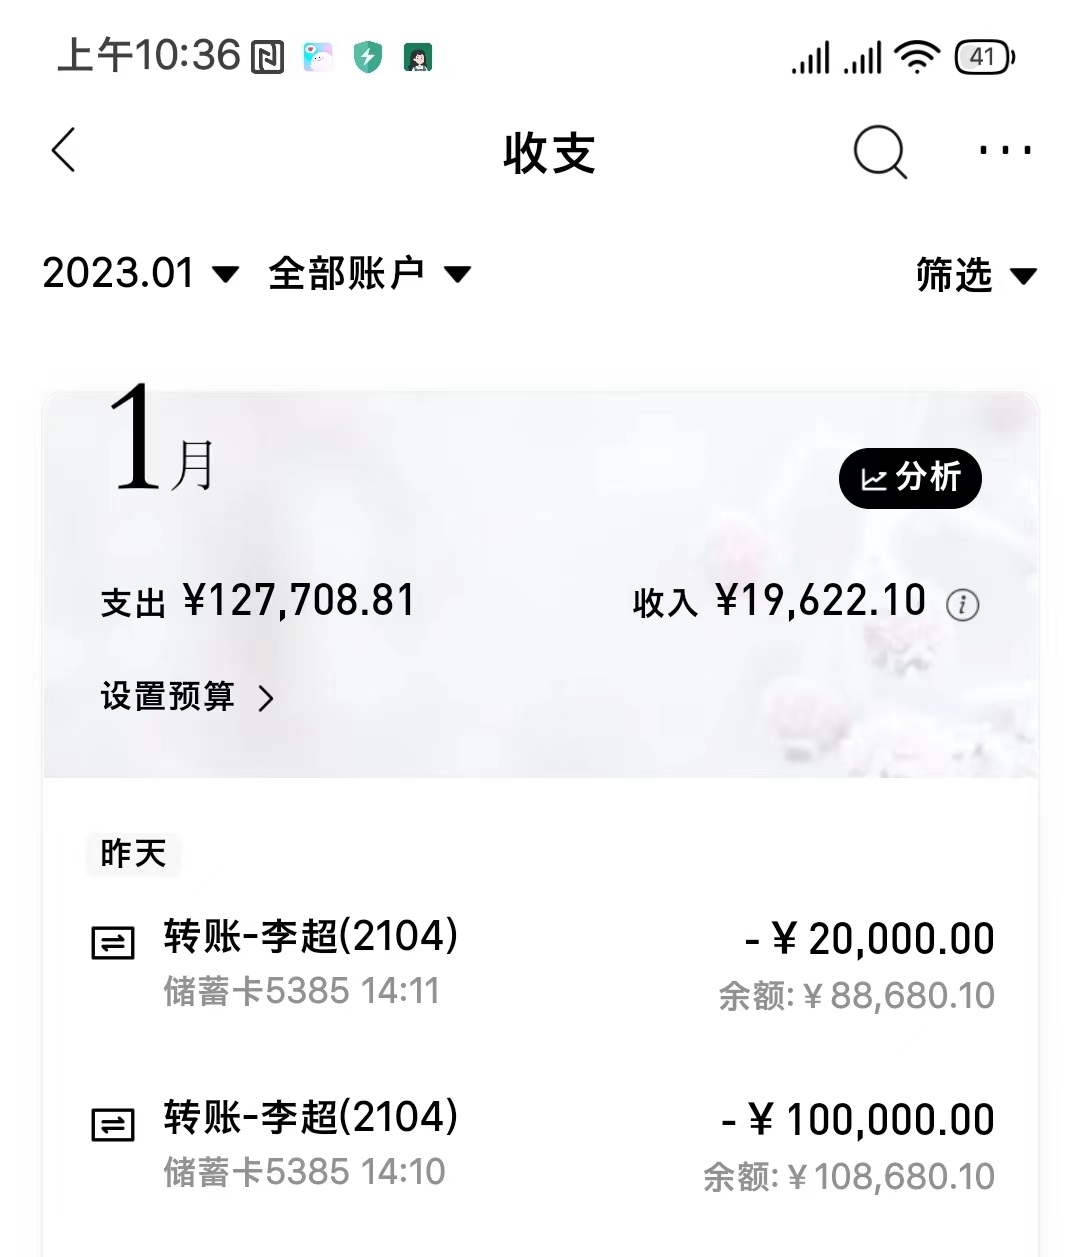 上午10:36 41
收支
2023.01 全部账户 筛选
1月
分析
支出 ¥127,708.81 收入 ¥19,622.10
设置预算
昨天
转账-李超(2104) - ¥ 20,000.00
储蓄卡5385 14:11 余额: ¥ 88,680.10
转账-李超(2104) - ¥ 100,000.00
储蓄卡5385 14:10 余额: ¥ 108,680.10